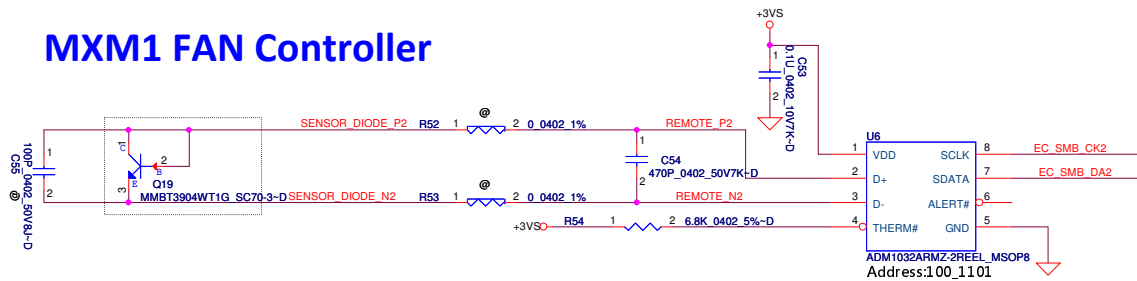 MXM1 FAN Controller
+3VS
1
C53
0.1U_0402_10V7K~D
2
@
SENSOR_DIODE_P2
R52
1
2
0_0402_1%
REMOTE_P2
1
C55
100P_0402_50V8J~D
2
@
1
C
2
B
E
3
Q19
MMBT3904WT1G_SC70-3~D
1
C54
470P_0402_50V7K~D
2
@
SENSOR_DIODE_N2
R53
1
2
0_0402_1%
REMOTE_N2
+3VS
R54
1
2
6.8K_0402_5%~D
U6
1
VDD
SCLK
8
EC_SMB_CK2
2
D+
SDATA
7
EC_SMB_DA2
3
D-
ALERT#
6
4
THERM#
GND
5
ADM1032ARMZ-2REEL_MSOP8
Address:100_1101